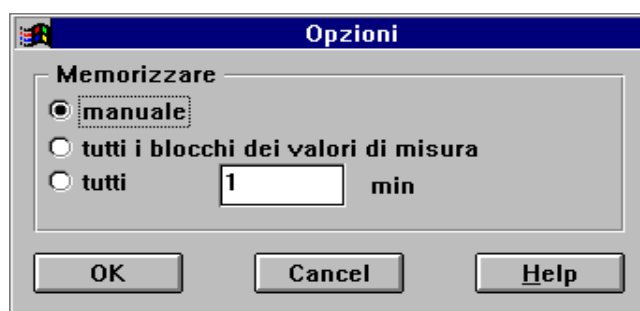 Opzioni
Memorizzare
manuale
tutti i blocchi dei valori di misura
tutti 1 min
OK Cancel Help